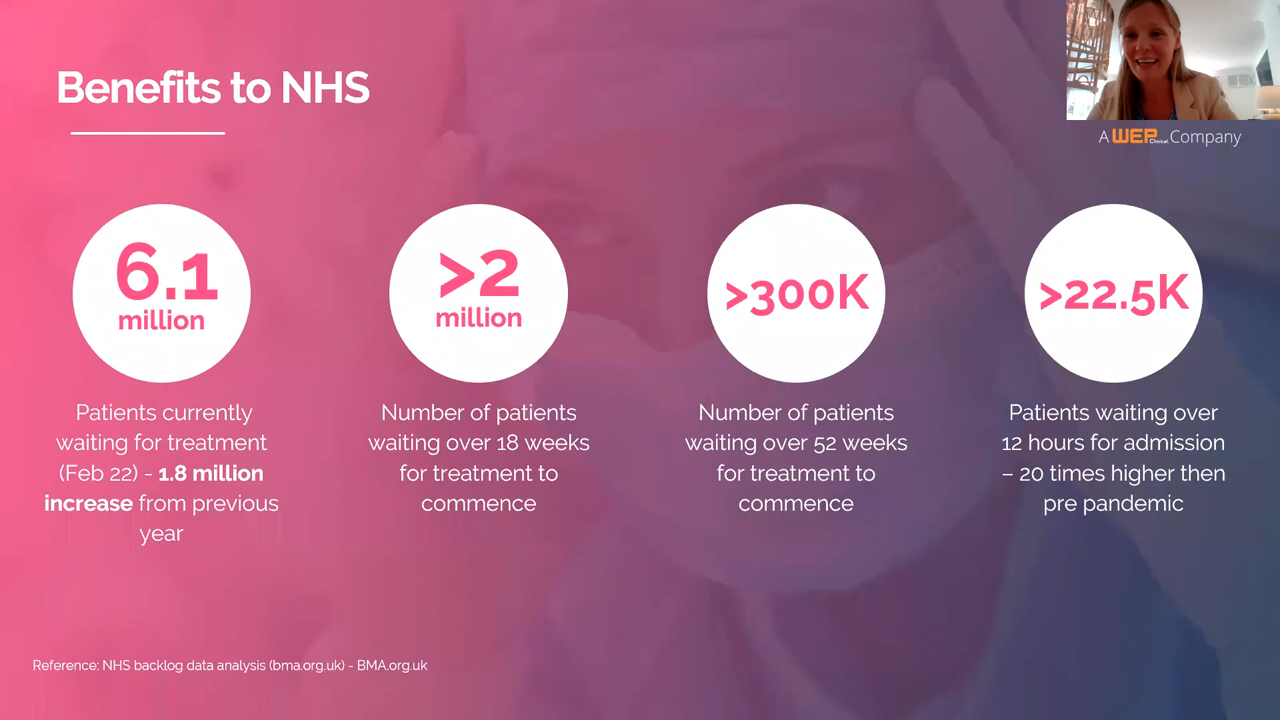 Benefits to NHS
A WEP Clinical Company
6.1
million
Patients currently
waiting for treatment
(Feb 22) - 1.8 million
increase from previous
year
>2
million
Number of patients
waiting over 18 weeks
for treatment to
commence
>300K
Number of patients
waiting over 52 weeks
for treatment to
commence
>22.5K
Patients waiting over
12 hours for admission
– 20 times higher then
pre pandemic
Reference: NHS backlog data analysis (bma.org.uk) - BMA.org.uk